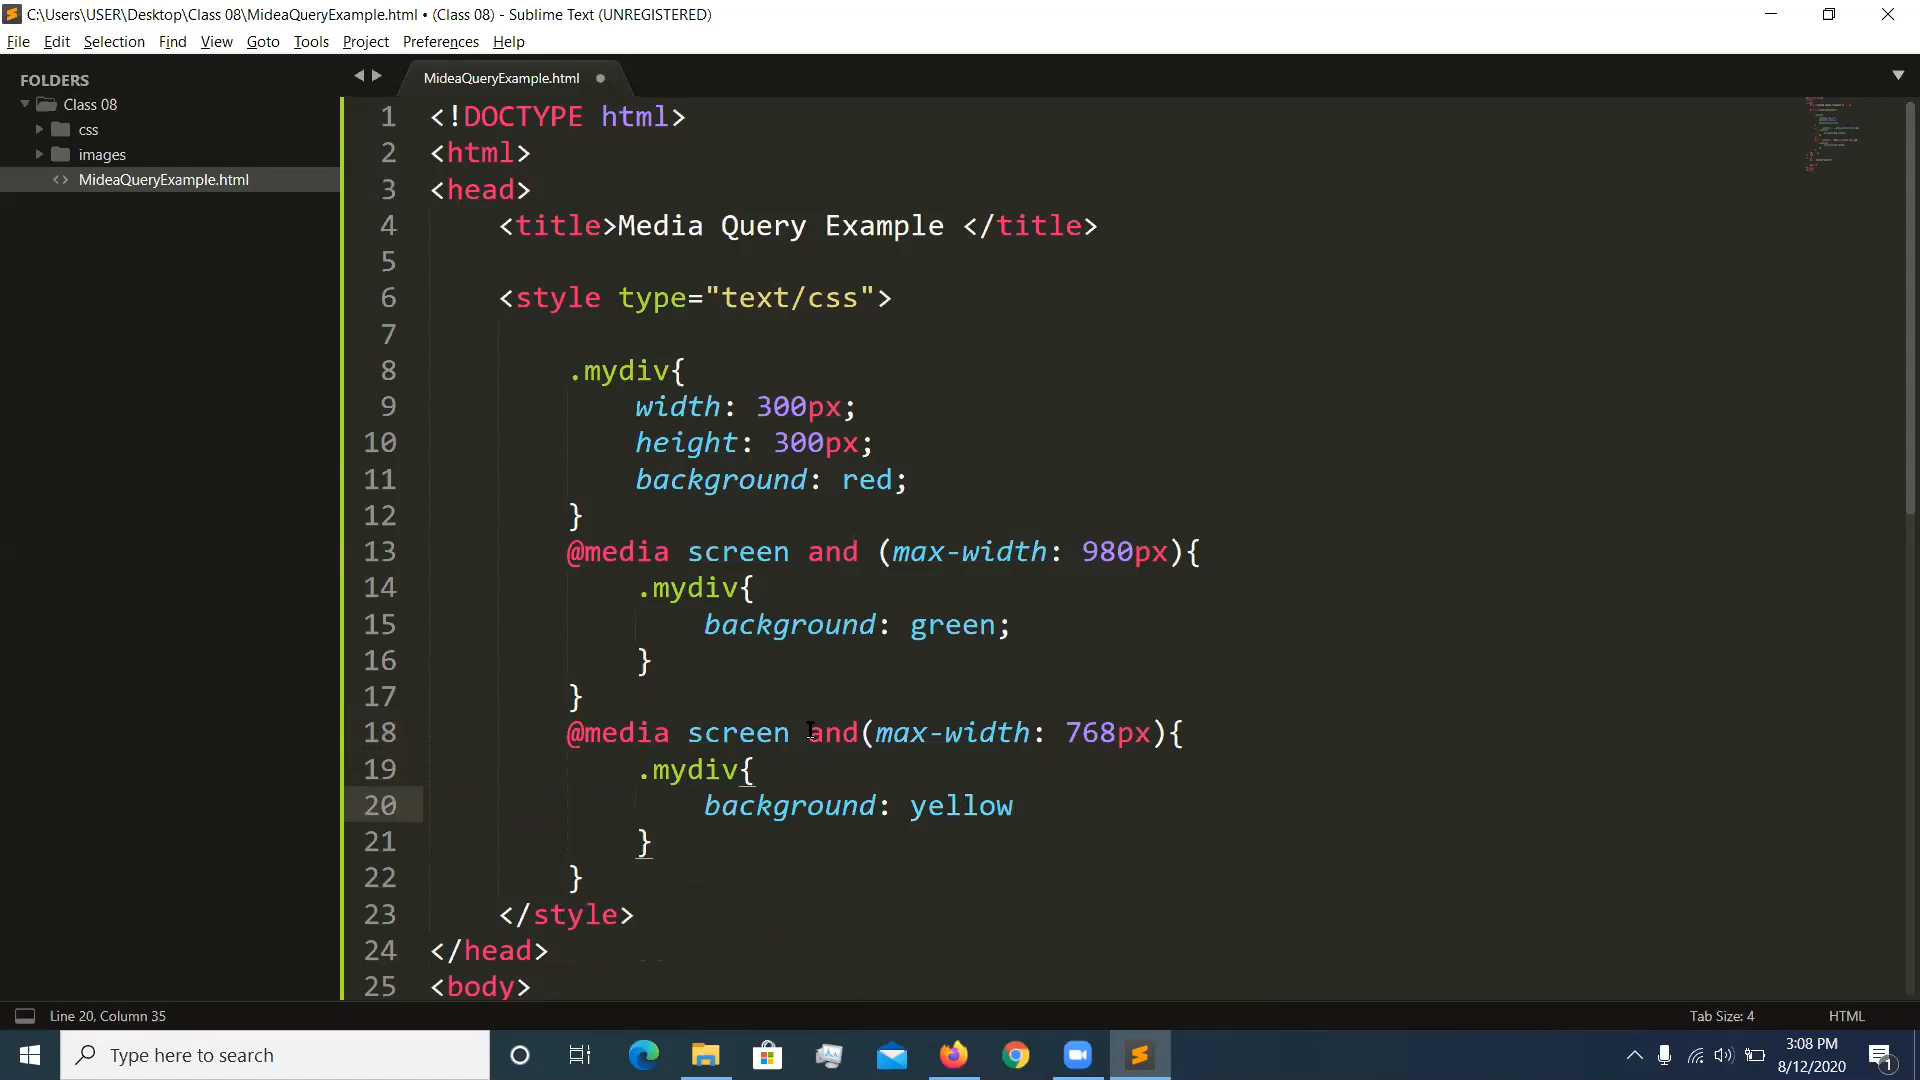 C:\Users\USER\Desktop\Class 08\MideaQueryExample.html • (Class 08) - Sublime Text (UNREGISTERED)
File Edit Selection Find View Goto Tools Project Preferences Help
FOLDERS
Class 08
css
images
MideaQueryExample.html
MideaQueryExample.html
1 <!DOCTYPE html>
2 <html>
3 <head>
4 <title>Media Query Example </title>
5
6 <style type="text/css">
7
8 .mydiv{
9 width: 300px;
10 height: 300px;
11 background: red;
12 }
13 @media screen and (max-width: 980px){
14 .mydiv{
15 background: green;
16 }
17 }
18 @media screen and(max-width: 768px){
19 .mydiv{
20 background: yellow
21 }
22 }
23 </style>
24 </head>
25 <body>
Line 20, Column 35
Tab Size: 4 HTML
Type here to search
3:08 PM
8/12/2020
1